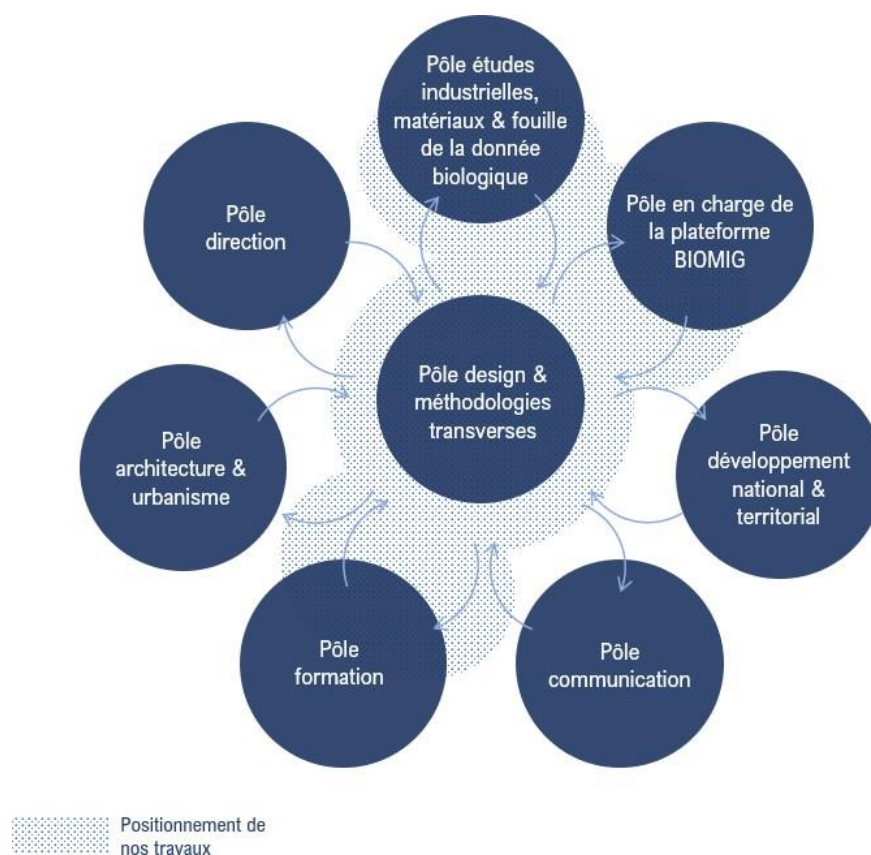 Pôle études
industrielles,
matériaux & fouille
de la donnée
biologique
Pôle
direction
Pôle en charge de
la plateforme
BIOMIG
Pôle design &
méthodologies
transverses
Pôle
architecture &
urbanisme
Pôle
développement
national &
territorial
Pôle
formation
Pôle
communication
Positionnement de
nos travaux